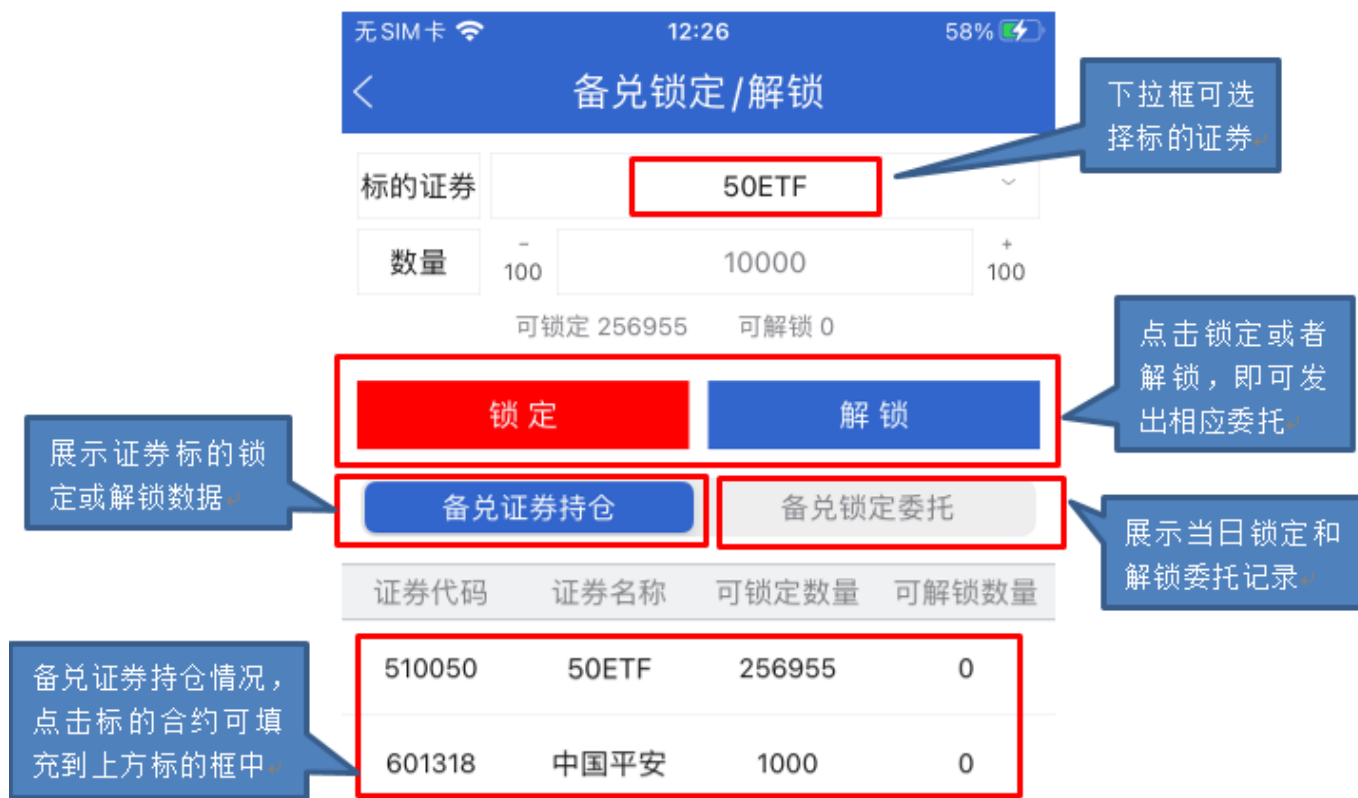 无SIM卡 12:26 58%
备兑锁定/解锁
下拉框可选
择标的证券
标的证券 50ETF
数量 － 100 10000 + 100
可锁定 256955 可解锁 0
点击锁定或者
解锁，即可发
出相应委托
锁定 解锁
展示证券标的锁
定或解锁数据
备兑证券持仓 备兑锁定委托
展示当日锁定和
解锁委托记录
证券代码 证券名称 可锁定数量 可解锁数量
510050 50ETF 256955 0
备兑证券持仓情况，
点击标的合约可填
充到上方标的框中
601318 中国平安 1000 0